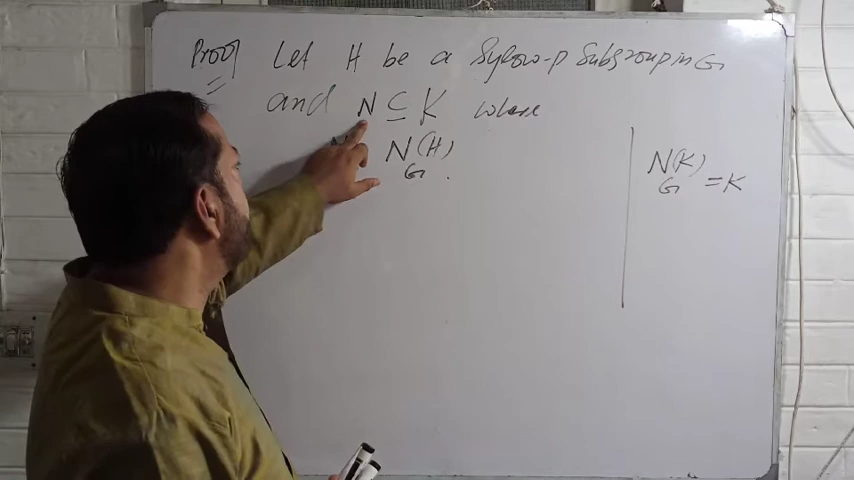 Proof Let H be a Sylow-p Subgroup in G
and N ⊆ K where
N(H)
G .
N(K)
G = K